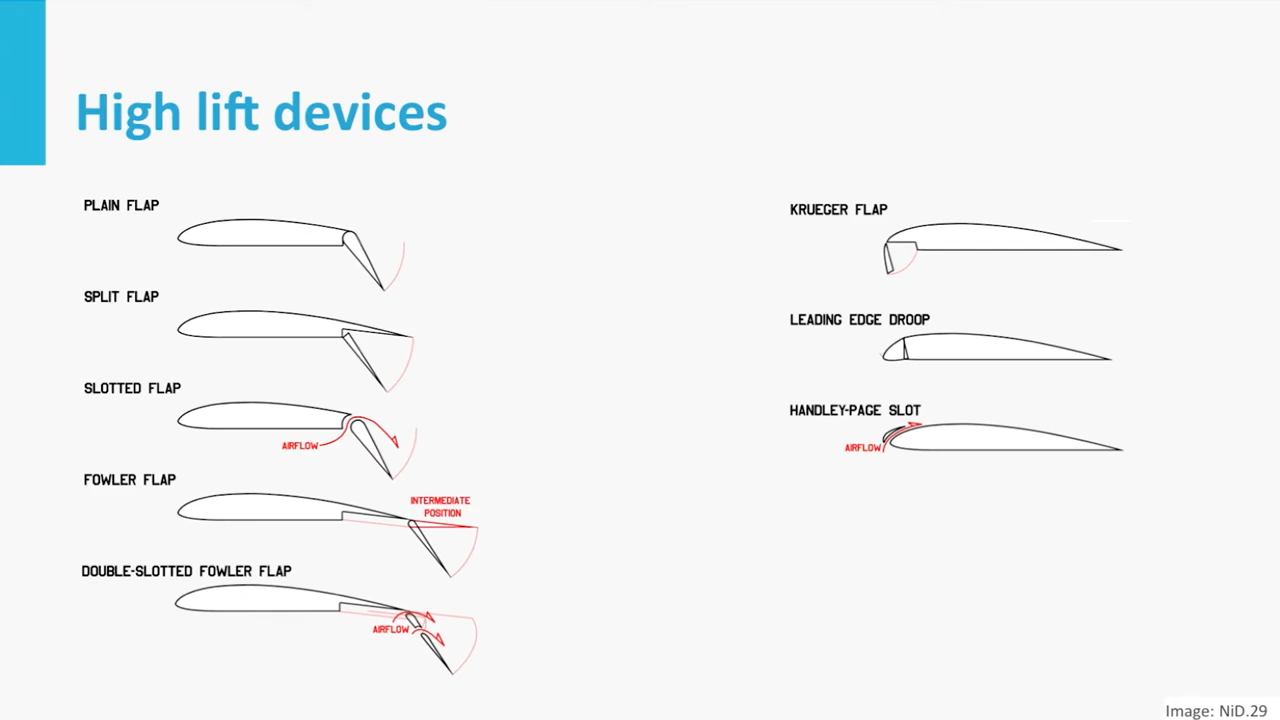 High lift devices
PLAIN FLAP
SPLIT FLAP
SLOTTED FLAP
AIRFLOW
FOWLER FLAP
INTERMEDIATE
POSITION
DOUBLE-SLOTTED FOWLER FLAP
AIRFLOW
KRUEGER FLAP
LEADING EDGE DROOP
HANDLEY-PAGE SLOT
AIRFLOW
Image: NiD.29